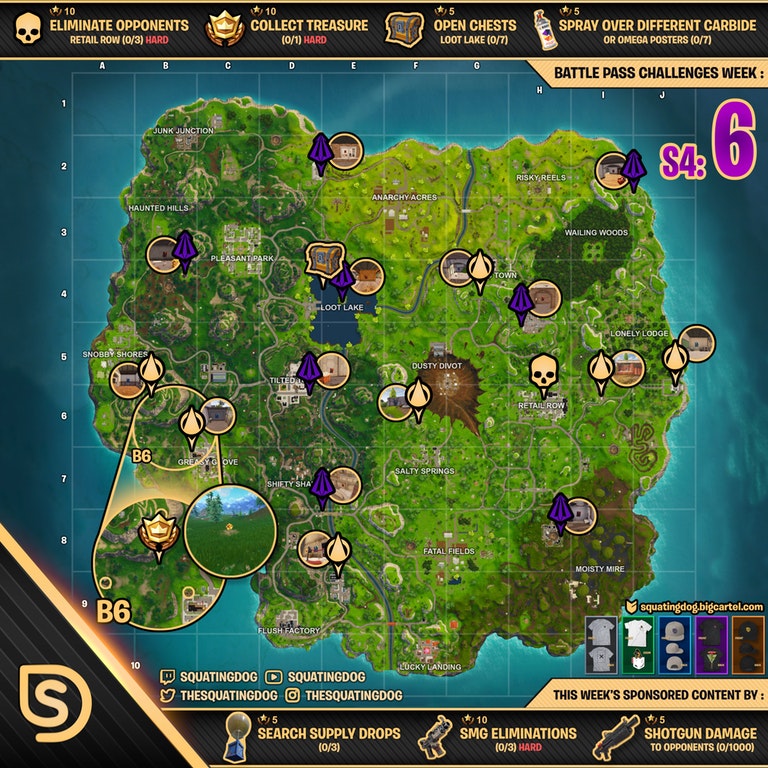 10
ELIMINATE OPPONENTS
RETAIL ROW (0/3) HARD
10
COLLECT TREASURE
(0/1) HARD
5
OPEN CHESTS
LOOT LAKE (0/7)
5
SPRAY OVER DIFFERENT CARBIDE
OR OMEGA POSTERS (0/7)
BATTLE PASS CHALLENGES WEEK :
S4: 6
A B C D E F G H I J
1
2
3
4
5
6
7
8
9
10
JUNK JUNCTION
RISKY REELS
ANARCHY ACRES
HAUNTED HILLS
WAILING WOODS
PLEASANT PARK
TOWN
LOOT LAKE
LONELY LODGE
SNOBBY SHORES
DUSTY DIVOT
TILTED T
RETAIL ROW
B6
GREASY G OVE
SALTY SPRINGS
SHIFTY SHA
FATAL FIELDS
MOISTY MIRE
B6
FLUSH FACTORY
LUCKY LANDING
squatingdog.bigcartel.com
SQUATINGDOG SQUATINGDOG
THESQUATINGDOG THESQUATINGDOG
THIS WEEK'S SPONSORED CONTENT BY :
S
5
SEARCH SUPPLY DROPS
(0/3)
10
SMG ELIMINATIONS
(0/3) HARD
5
SHOTGUN DAMAGE
TO OPPONENTS (0/1000)